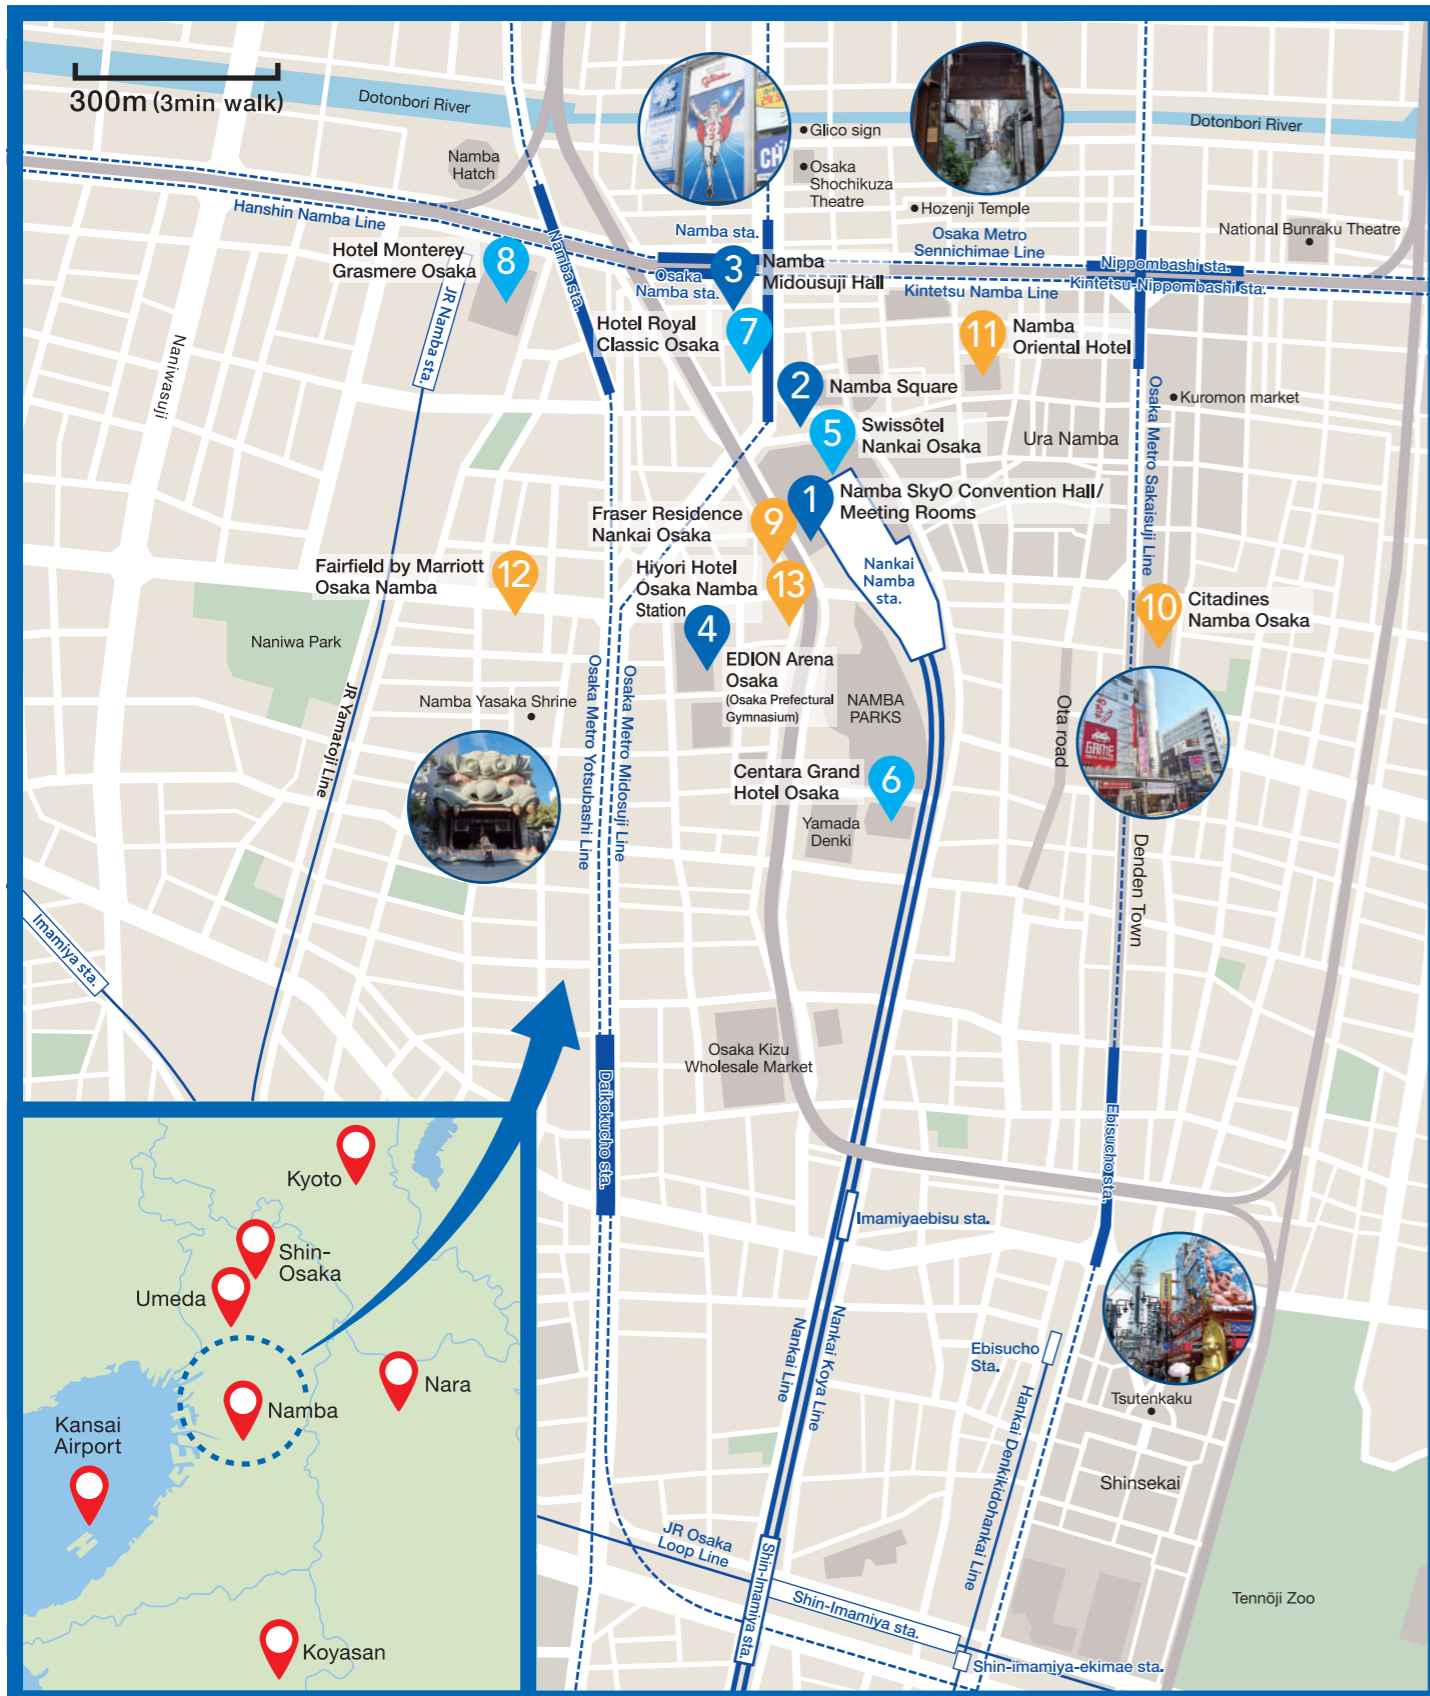 300m (3min walk)
Dotonbori River
Glico
CH
Glico sign
Osaka
Shochikuza
Theatre
Hozenji Temple
Dotonbori River
Namba
Hatch
Hanshin Namba Line
Namba sta.
Osaka Metro
Sennichimae Line
National Bunraku Theatre
Hotel Monterey
Grasmere Osaka
8
Namba sta.
Osaka
Namba sta.
3
Namba
Midousuji Hall
Kintetsu Namba Line
Nippombashi sta.
Kintetsu-Nippombashi sta.
JR Namba sta.
Naniwasuji
Hotel Royal
Classic Osaka
7
11
Namba
Oriental Hotel
2
Namba Square
Kuromon market
5
Swissôtel
Nankai Osaka
Ura Namba
Osaka Metro Sakaisuji Line
1
Namba SkyO Convention Hall/
Meeting Rooms
Fraser Residence
Nankai Osaka
9
Fairfield by Marriott
Osaka Namba
12
Hiyori Hotel
Osaka Namba
Station
13
Nankai
Namba
sta.
10
Citadines
Namba Osaka
4
EDION Arena
Osaka
(Osaka Prefectural
Gymnasium)
Naniwa Park
Namba Yasaka Shrine
JR Yamatoji Line
Osaka Metro Yotsubashi Line
Osaka Metro Midosuji Line
NAMBA
PARKS
Ota road
GAME
Centara Grand
Hotel Osaka
6
Yamada
Denki
Denden Town
Imamiya sta.
Osaka Kizu
Wholesale Market
Daikokucho sta.
Ebisucho sta.
Imamiyaebisu sta.
Nankai Line
Nankai Koya Line
Ebisucho
Sta.
Hankai Denkikidohankai Line
Tsutenkaku
Shinsekai
JR Osaka
Loop Line
Shin-Imamiya sta.
Shin-Imamiya sta.
Shin-imamiya-ekimae sta.
Tennōji Zoo
Kyoto
Shin-
Osaka
Umeda
Nara
Namba
Kansai
Airport
Koyasan